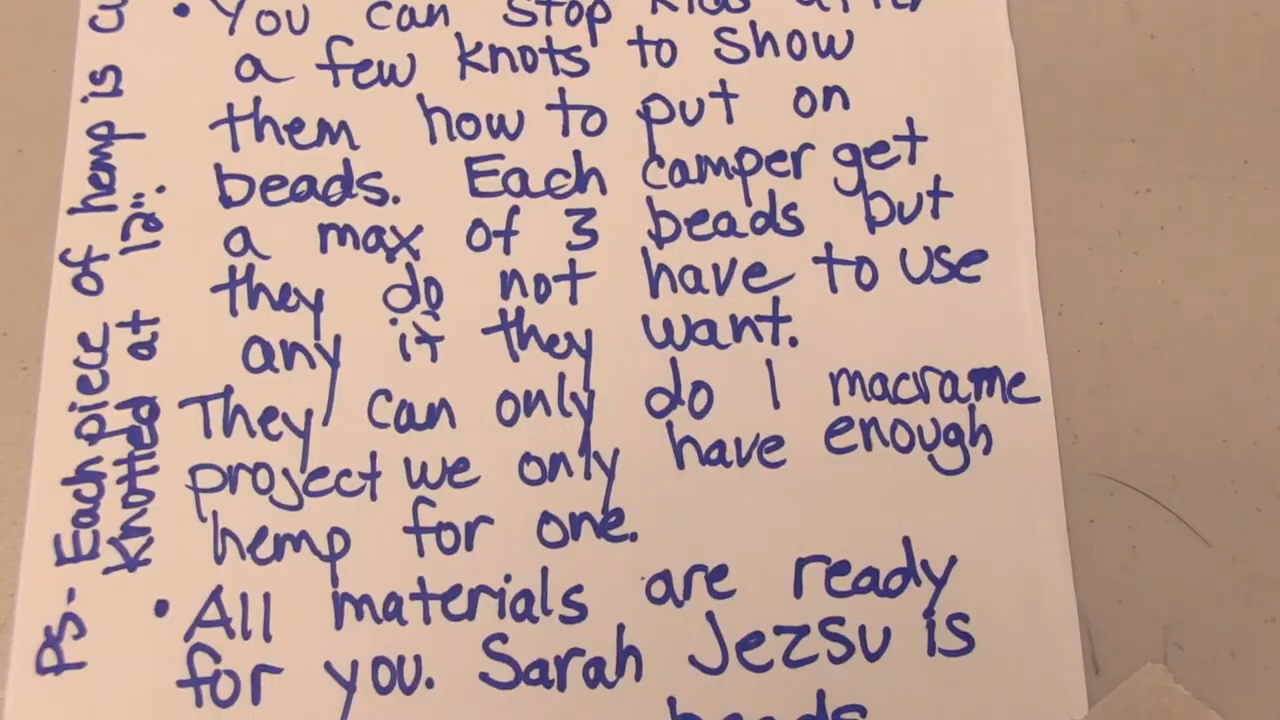 • You can stop kids after
a few knots to show
them how to put on
beads. Each camper get
a max of 3 beads but
they do not have to use
any if they want.
They can only do 1 macrame
project we only have enough
hemp for one.
• All materials are ready
for you. Sarah Jezsu is
beads
PS- Each piece of hemp is
Knotted at 12".